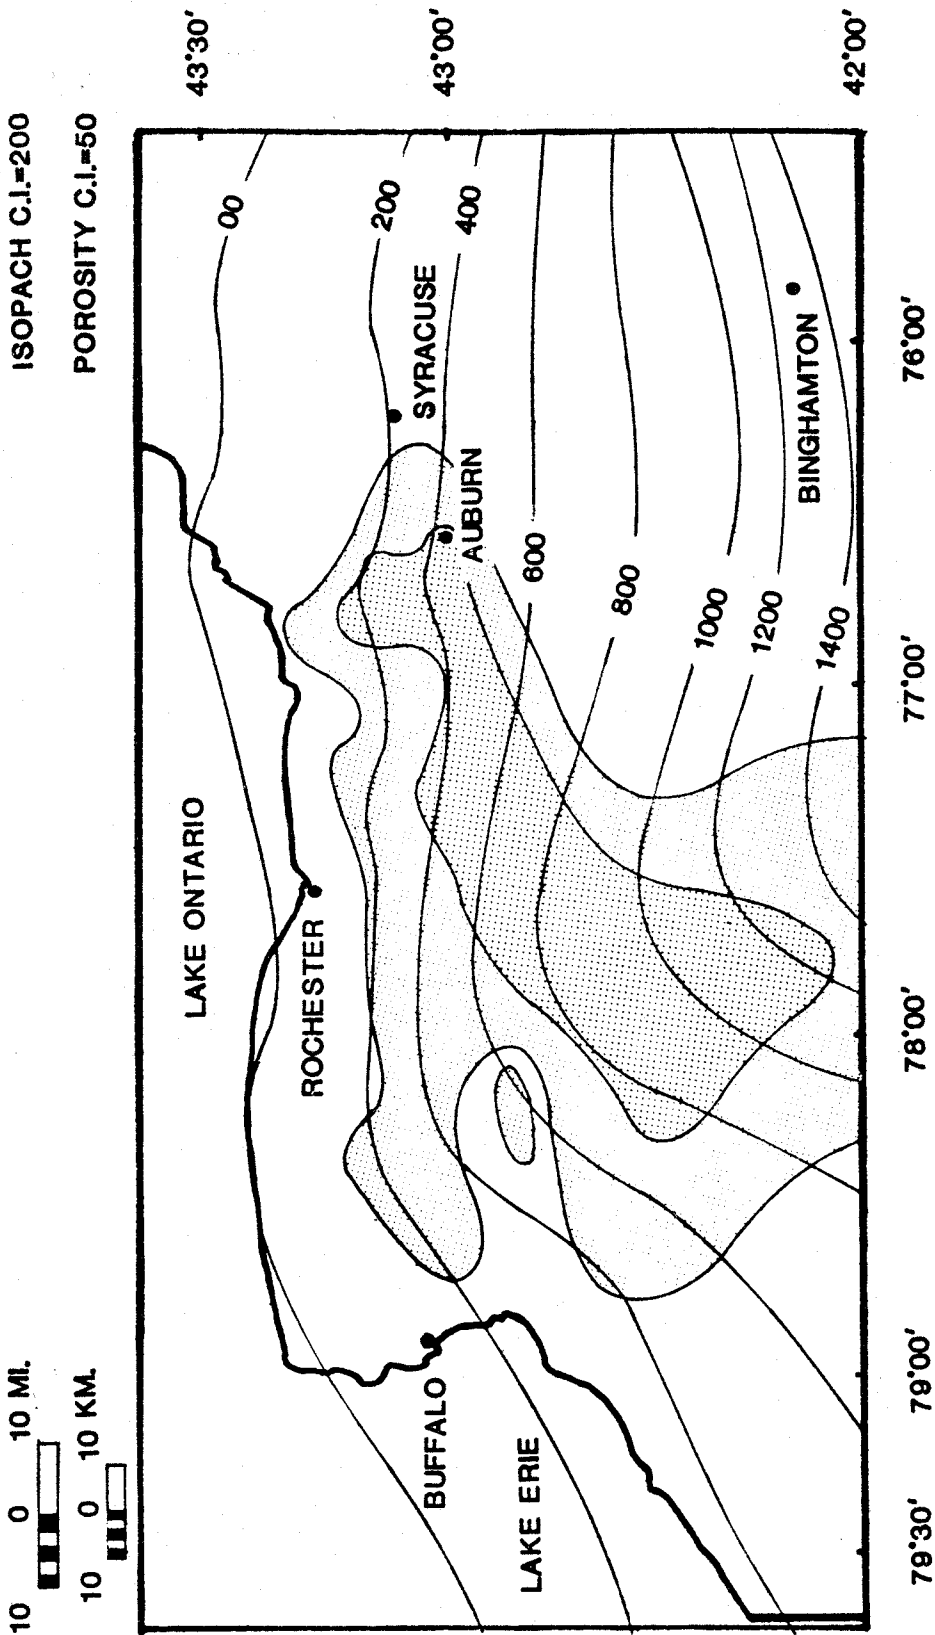 10 0 10 MI.
10 0 10 KM.
ISOPACH C.I.=200
POROSITY C.I.=50
43°30'
43°00'
42°00'
LAKE ONTARIO
ROCHESTER
BUFFALO
LAKE ERIE
SYRACUSE
AUBURN
BINGHAMTON
00
200
400
600
800
1000
1200
1400
79°30'
79°00'
78°00'
77°00'
76°00'